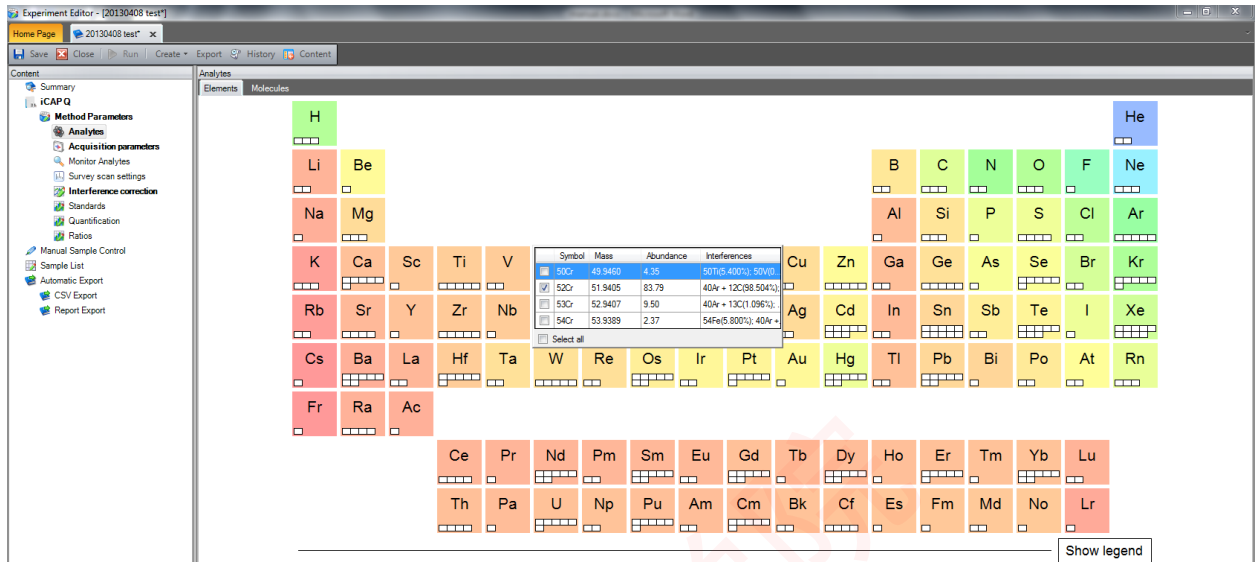 Experiment Editor - [20130408 test*]
Home Page 20130408 test* x
Save Close Run Create Export History Content
Content
Summary
iCAP Q
Method Parameters
Analytes
Acquisition parameters
Monitor Analytes
Survey scan settings
Interference correction
Standards
Quantification
Ratios
Manual Sample Control
Sample List
Automatic Export
CSV Export
Report Export
Analytes
Elements Molecules
H He
Li Be B C N O F Ne
Na Mg Al Si P S Cl Ar
K Ca Sc Ti V Cu Zn Ga Ge As Se Br Kr
Symbol Mass Abundance Interferences
50Cr 49.9460 4.35 50Ti(5.400%); 50V(0...
52Cr 51.9405 83.79 40Ar + 12C(98.504%);
53Cr 52.9407 9.50 40Ar + 13C(1.096%); .
54Cr 53.9389 2.37 54Fe(5.800%); 40Ar +
Select all
Rb Sr Y Zr Nb Ag Cd In Sn Sb Te I Xe
Cs Ba La Hf Ta W Re Os Ir Pt Au Hg Tl Pb Bi Po At Rn
Fr Ra Ac
Ce Pr Nd Pm Sm Eu Gd Tb Dy Ho Er Tm Yb Lu
Th Pa U Np Pu Am Cm Bk Cf Es Fm Md No Lr
Show legend